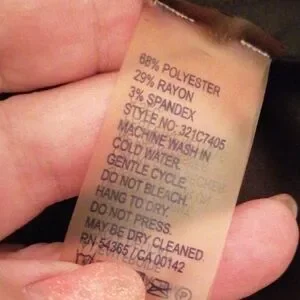 68% POLYESTER
29% RAYON
3% SPANDEX
STYLE NO: 321C7405
MACHINE WASH IN
COLD WATER.
GENTLE CYCLE.
DO NOT BLEACH.
HANG TO DRY.
DO NOT PRESS.
MAY BE DRY CLEANED.
RN 54365 / CA 00142